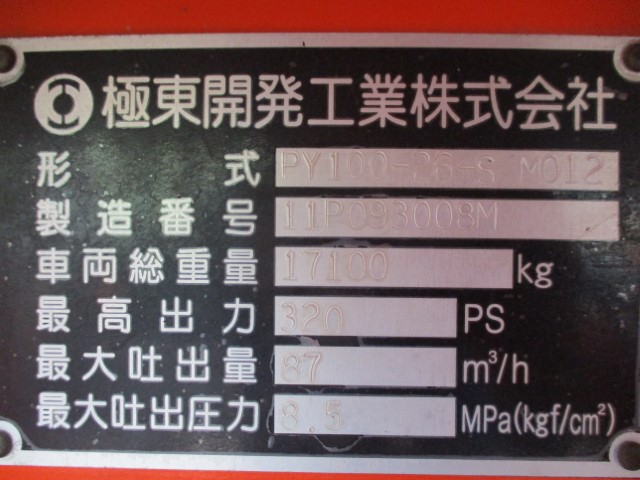 極東開発工業株式会社
形式 PY100-26-S M012
製造番号 11P093008M
車両総重量 17100 kg
最高出力 320 PS
最大吐出量 87 m³/h
最大吐出圧力 8.5 MPa(kgf/cm²)